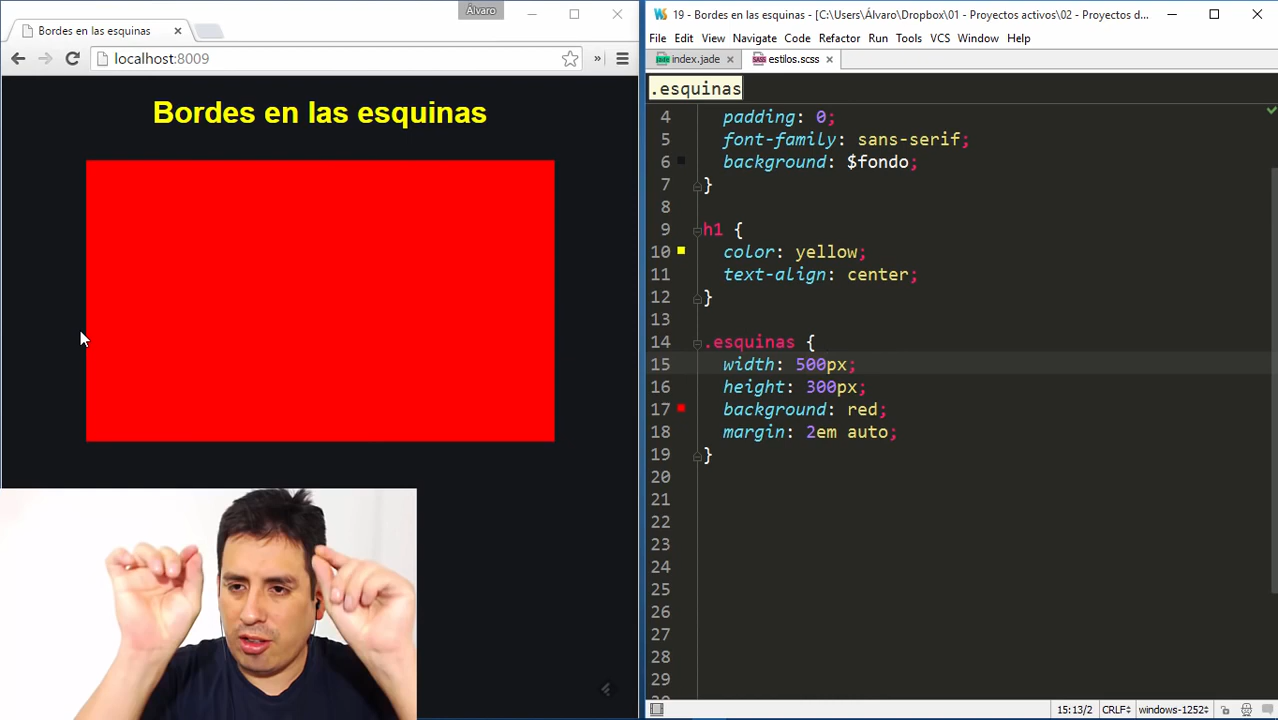 Álvaro
Bordes en las esquinas
localhost:8009
»
Bordes en las esquinas
19 - Bordes en las esquinas - [C:\Users\Álvaro\Dropbox\01 - Proyectos activos\02 - Proyectos d...
File Edit View Navigate Code Refactor Run Tools VCS Window Help
index.jade estilos.scss
.esquinas
4 padding: 0;
5 font-family: sans-serif;
6 background: $fondo;
7 }
8
9 h1 {
10 color: yellow;
11 text-align: center;
12 }
13
14 .esquinas {
15 width: 500px;
16 height: 300px;
17 background: red;
18 margin: 2em auto;
19 }
20
21
22
23
24
25
26
27
28
29
15:13/2 CRLF windows-1252